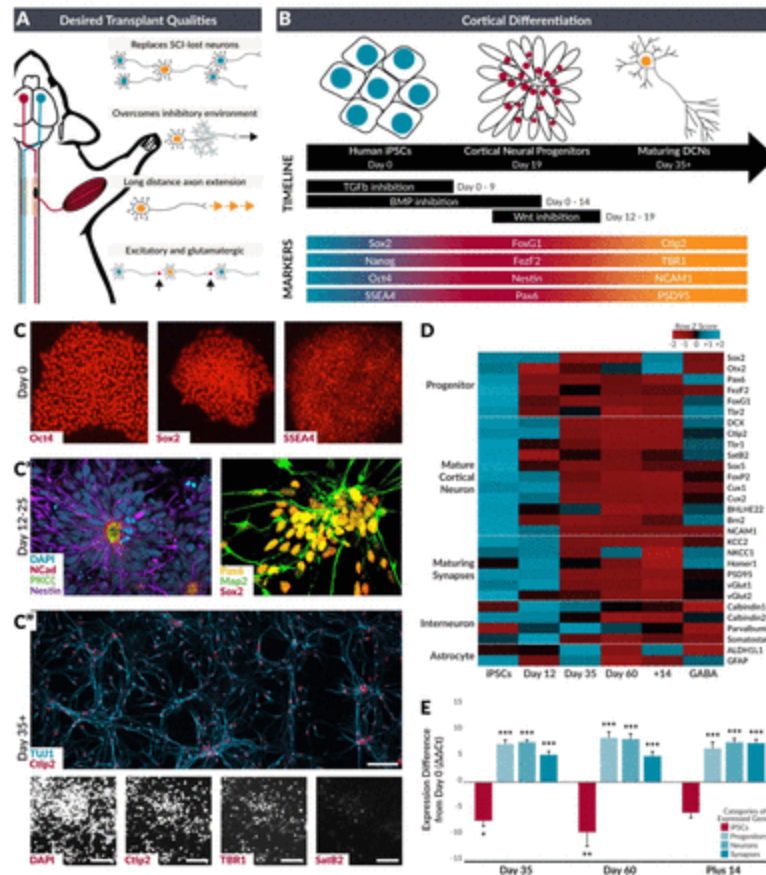 A Desired Transplant Qualities
Replaces SCI-lost neurons
Overcomes inhibitory environment
Long distance axon extension
Excitatory and glutamatergic
B Cortical Differentiation
Human iPSCs Cortical Neural Progenitors Maturing DCNs
Day 0 Day 19 Day 35+
TIMELINE
TGFb inhibition Day 0 - 9
BMP inhibition Day 0 - 14
Wnt inhibition Day 12 - 19
MARKERS
Sox2 FoxG1 Ctip2
Nanog FezF2 TBR1
Oct4 Nestin NCAM1
SSEA4 Pax6 PSD95
C
Day 0
Oct4 Sox2 SSEA4
C'
Day 12-25
DAPI
NCad
PKCζ
Nestin
Pax6
Map2
Sox2
C"
Day 35+
TUJ1
Ctip2
DAPI Ctip2 TBR1 SatB2
D
Row Z Score
-2 -1 0 +1 +2
Progenitor
Sox2
Otx2
Pax6
FezF2
FoxG1
Tbr2
Mature Cortical Neuron
DCX
Ctip2
Tbr1
SatB2
Sox5
FoxP2
Cux1
Cux2
BHLHE22
Brn2
NCAM1
Maturing Synapses
KCC2
NKCC1
Homer1
PSD95
vGlut1
vGlut2
Interneuron
Calbindin1
Calbindin2
Parvalbumi
Somatostat
Astrocyte
ALDH1L1
GFAP
iPSCs Day 12 Day 35 Day 60 +14 GABA
E
Expression Difference
from Day 0 (ΔΔCt)
15
10
5
0
-5
-10
-15
*** *** ***
*** *** ***
*** *** ***
*
**
Categories of
Expressed Gene
iPSCs
Progenitors
Neurons
Synapses
Day 35 Day 60 Plus 14